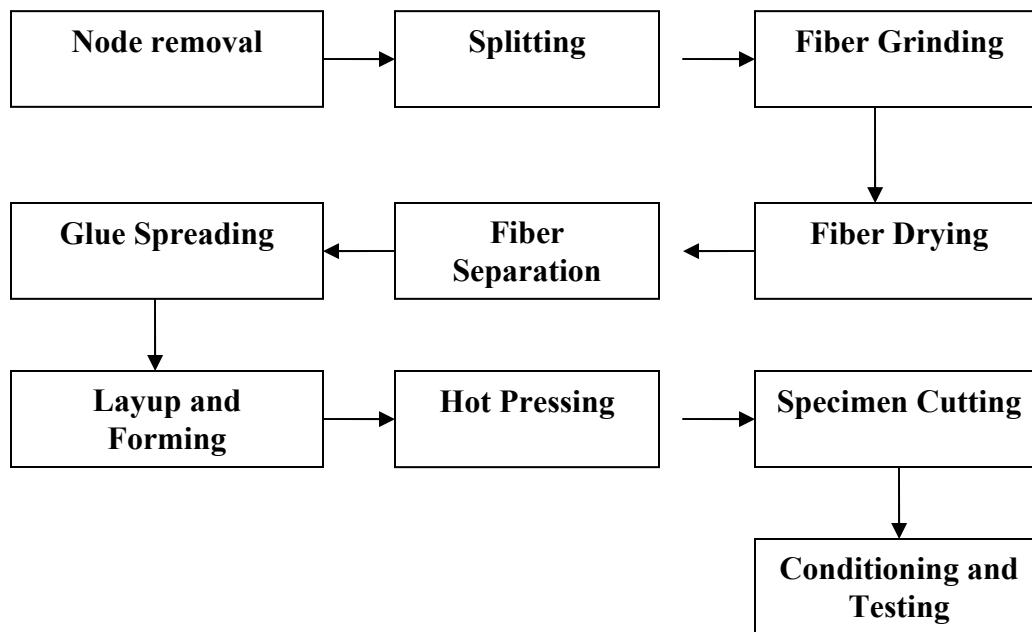 Node removal
Splitting
Fiber Grinding
Glue Spreading
Fiber
Separation
Fiber Drying
Layup and
Forming
Hot Pressing
Specimen Cutting
Conditioning and
Testing